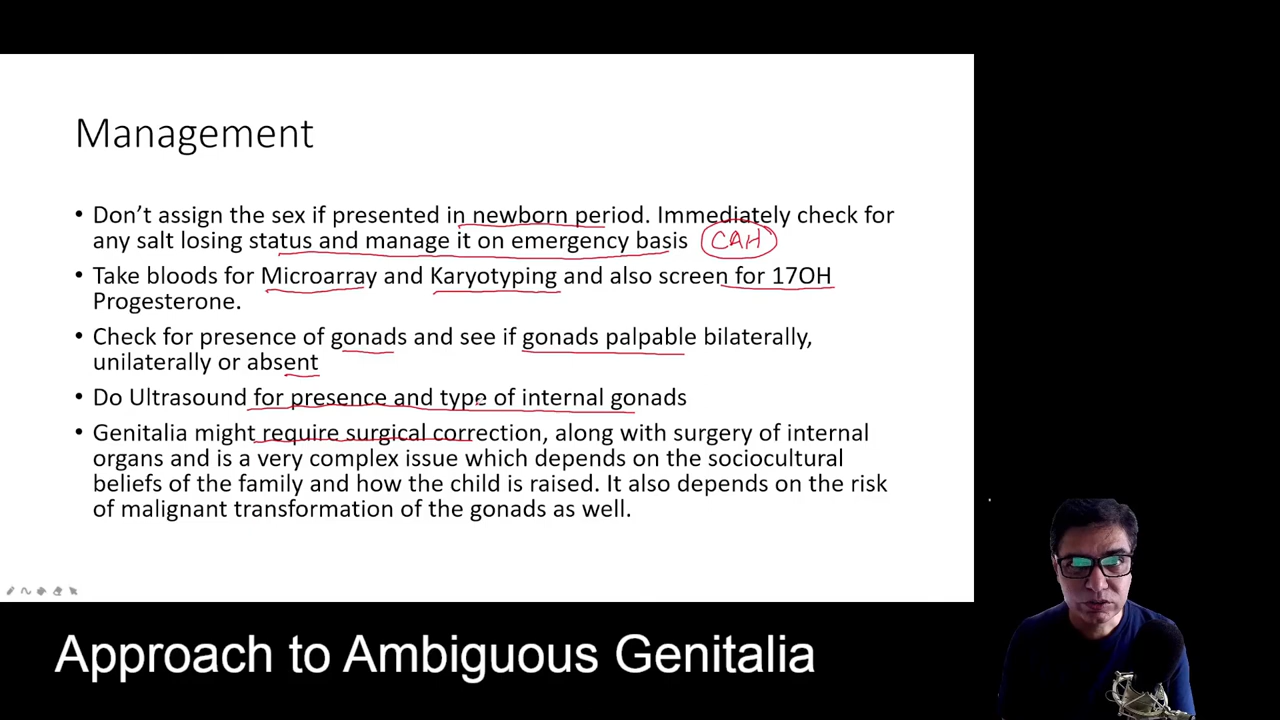 Management
• Don’t assign the sex if presented in newborn period. Immediately check for
any salt losing status and manage it on emergency basis CAH
• Take bloods for Microarray and Karyotyping and also screen for 17OH
Progesterone.
• Check for presence of gonads and see if gonads palpable bilaterally,
unilaterally or absent
• Do Ultrasound for presence and type of internal gonads
• Genitalia might require surgical correction, along with surgery of internal
organs and is a very complex issue which depends on the sociocultural
beliefs of the family and how the child is raised. It also depends on the risk
of malignant transformation of the gonads as well.
Approach to Ambiguous Genitalia